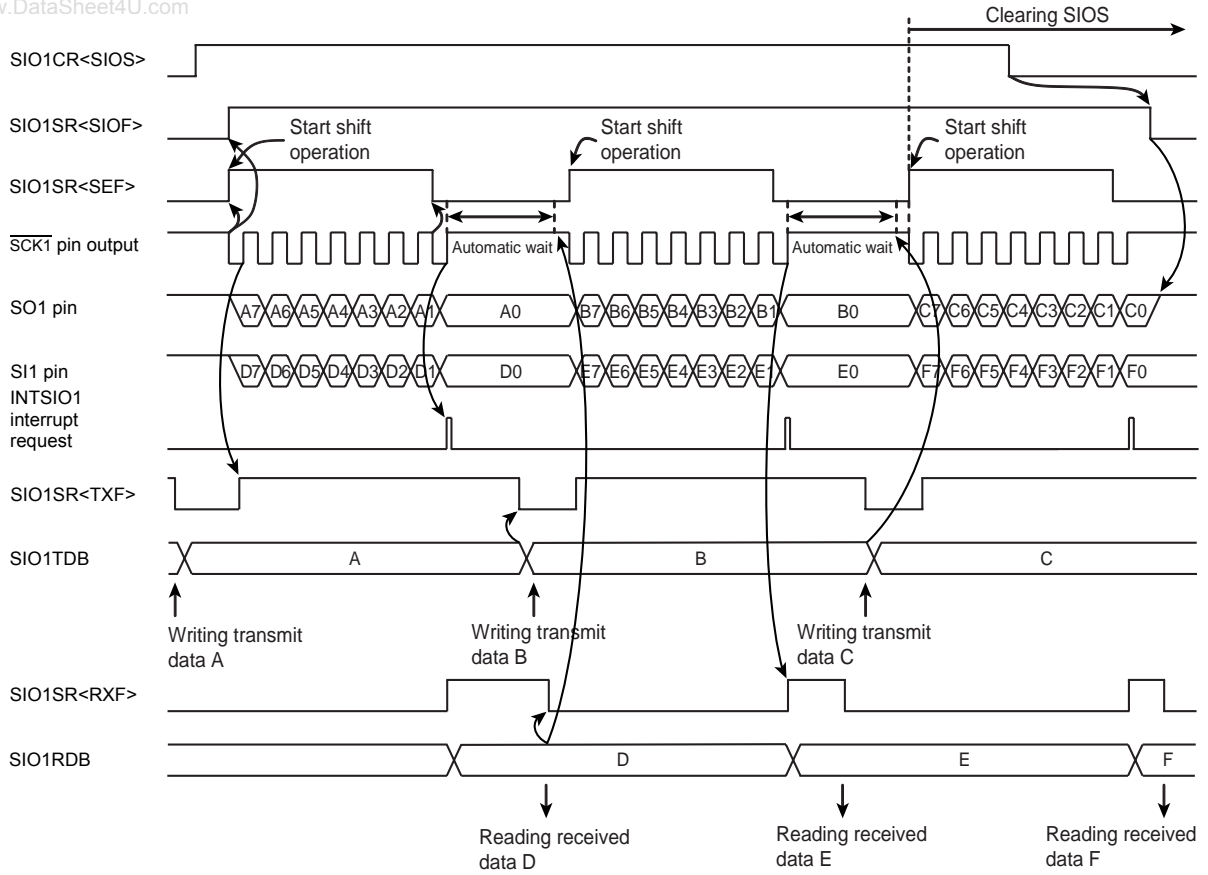 w.DataSheet4U.com
Clearing SIOS
SIO1CR<SIOS>
SIO1SR<SIOF>
Start shift
operation
Start shift
operation
Start shift
operation
SIO1SR<SEF>
SCK1 pin output
Automatic wait
Automatic wait
SO1 pin
A7 A6 A5 A4 A3 A2 A1 A0 B7 B6 B5 B4 B3 B2 B1 B0 C7 C6 C5 C4 C3 C2 C1 C0
SI1 pin
D7 D6 D5 D4 D3 D2 D1 D0 E7 E6 E5 E4 E3 E2 E1 E0 F7 F6 F5 F4 F3 F2 F1 F0
INTSIO1
interrupt
request
SIO1SR<TXF>
SIO1TDB
A B C
Writing transmit
data A
Writing transmit
data B
Writing transmit
data C
SIO1SR<RXF>
SIO1RDB
D E F
Reading received
data D
Reading received
data E
Reading received
data F